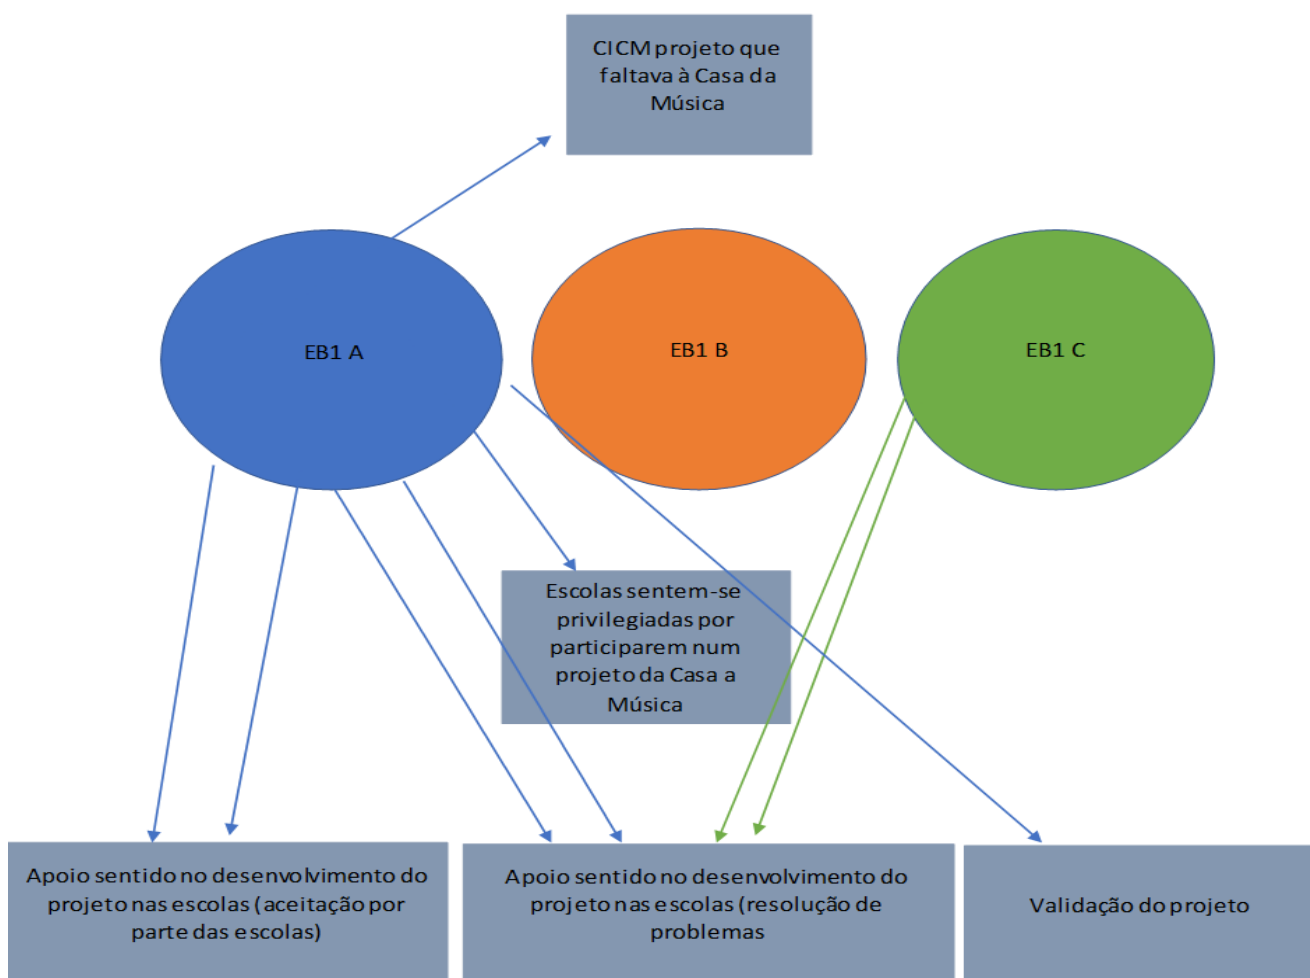 CICM projeto que
faltava à Casa da
Música
EB1 A
EB1 B
EB1 C
Escolas sentem-se
privilegiadas por
participarem num
projeto da Casa a
Música
Apoio sentido no desenvolvimento do
projeto nas escolas (aceitação por
parte das escolas)
Apoio sentido no desenvolvimento do
projeto nas escolas (resolução de
problemas
Validação do projeto